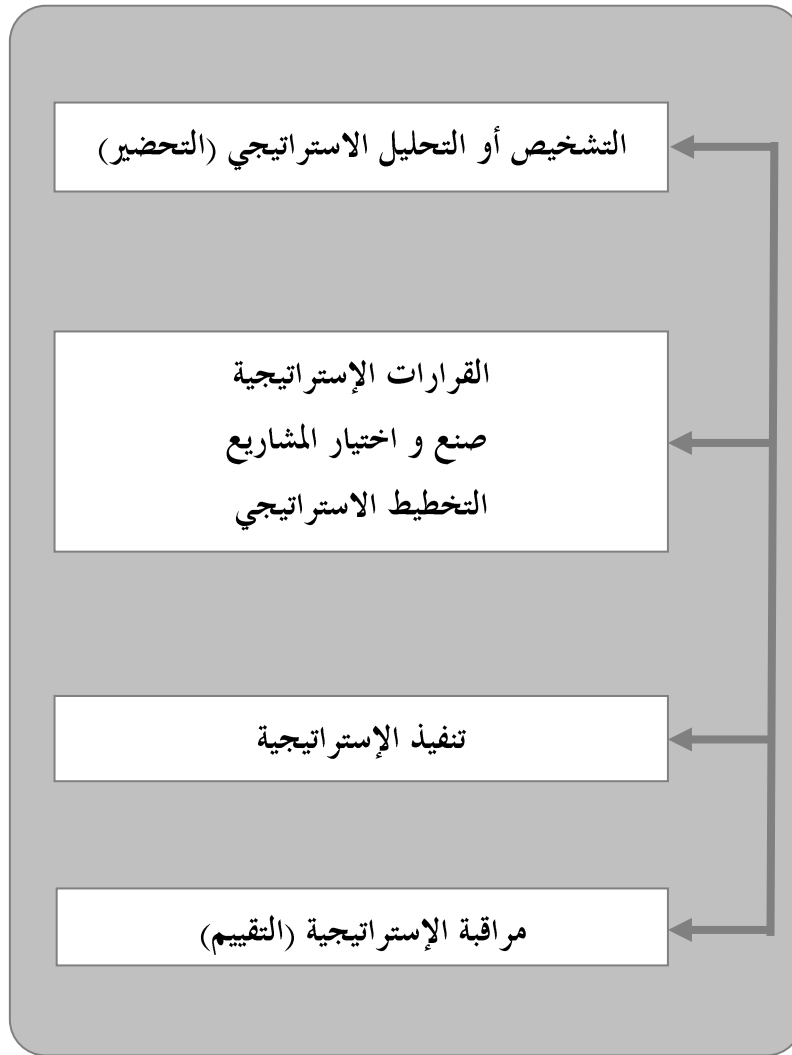 التشخيص أو التحليل الاستراتيجي (التحضير)
القرارات الإستراتيجية
صنع و اختيار المشاريع
التخطيط الاستراتيجي
تنفيذ الإستراتيجية
مراقبة الإستراتيجية (التقييم)